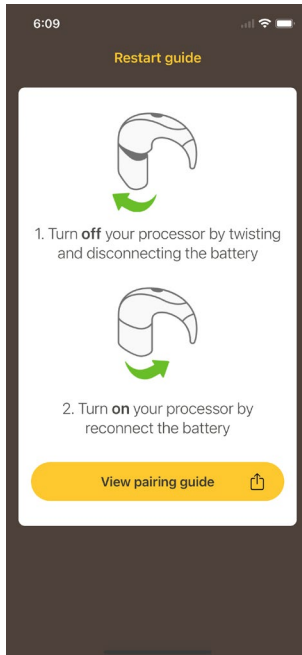 6:09
Restart guide
1. Turn off your processor by twisting
and disconnecting the battery
2. Turn on your processor by
reconnect the battery
View pairing guide